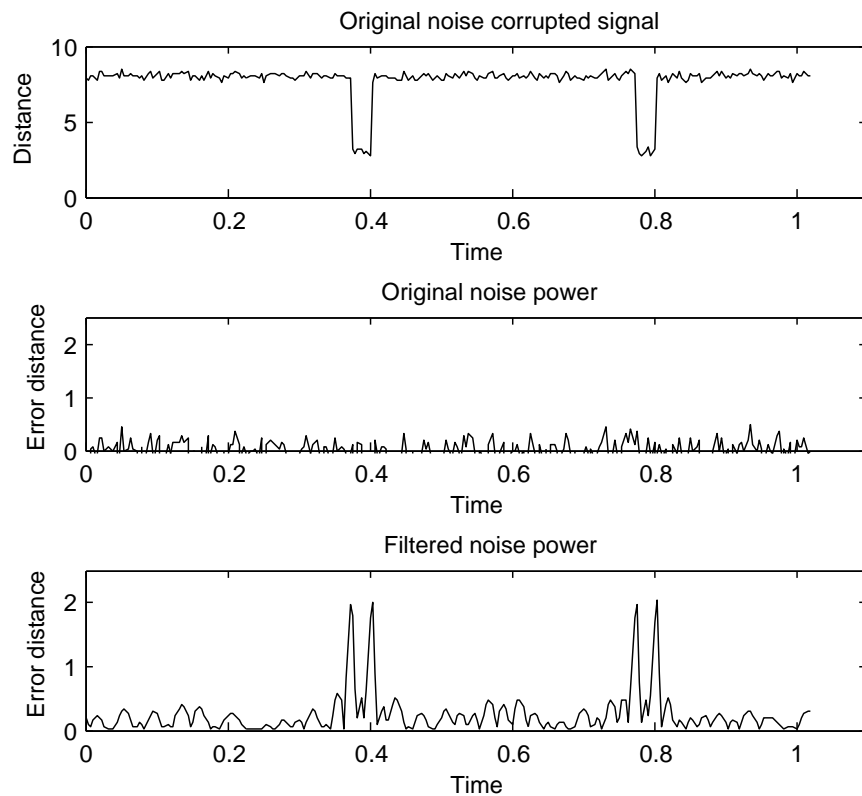 Original noise corrupted signal
10
5
0
Distance
0 0.2 0.4 0.6 0.8 1
Time
Original noise power
2
1
0
Error distance
0 0.2 0.4 0.6 0.8 1
Time
Filtered noise power
2
1
0
Error distance
0 0.2 0.4 0.6 0.8 1
Time